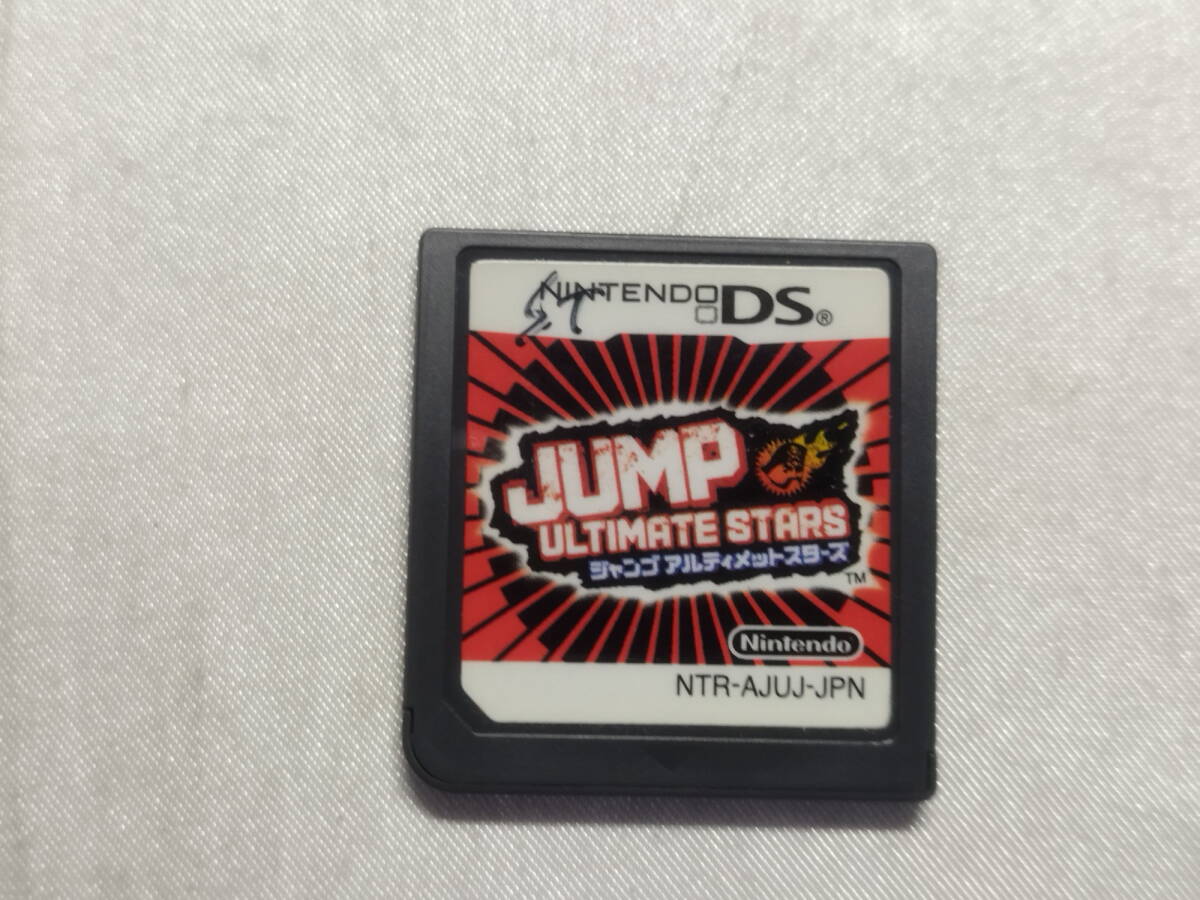 NINTENDO DS®
JUMP
ULTIMATE STARS
ジャンプ アルティメットスターズ
TM
Nintendo
NTR-AJUJ-JPN